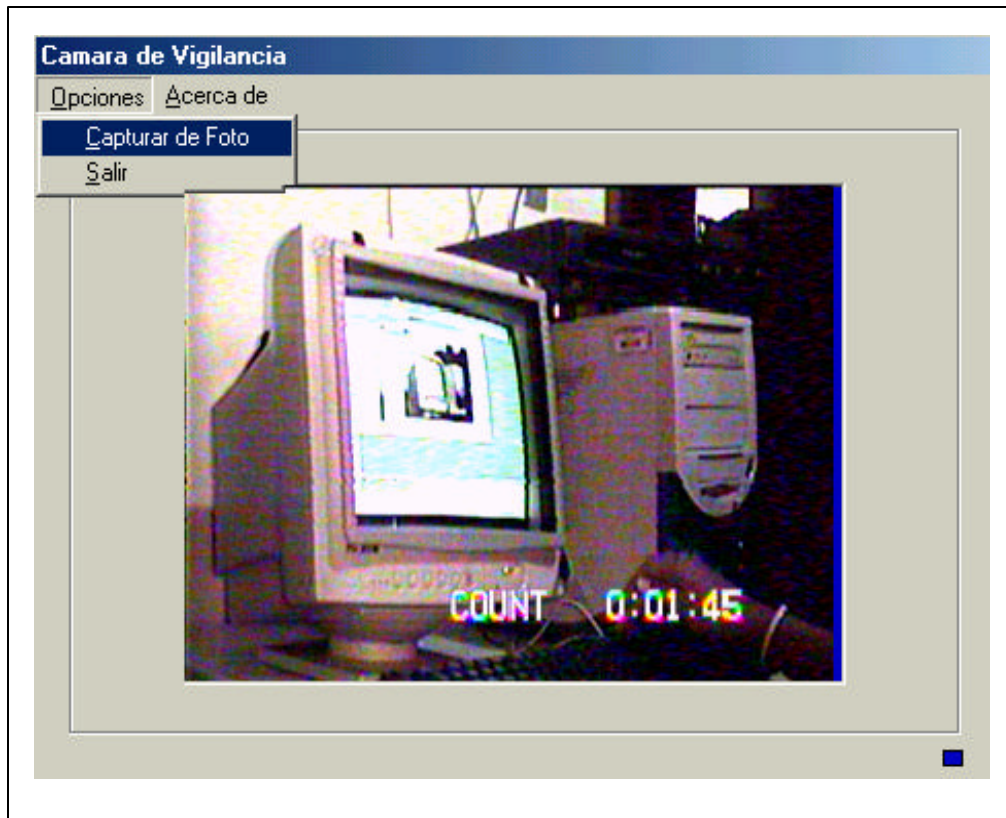 Camara de Vigilancia
Opciones Acerca de
Capturar de Foto
Salir
COUNT 0:01:45